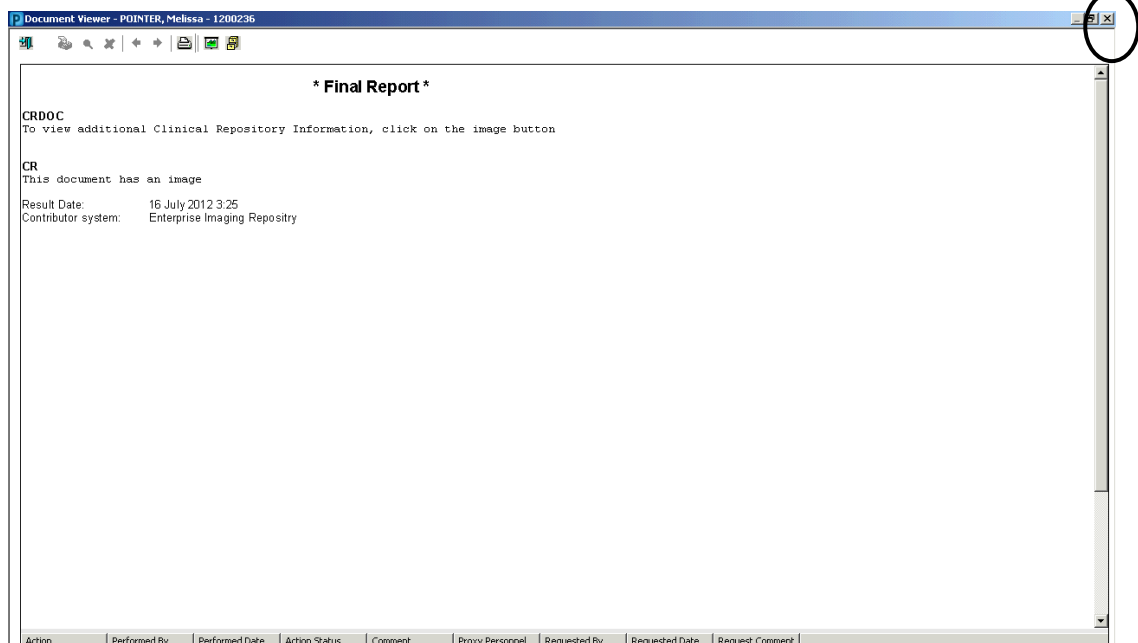 Document Viewer - POINTER, Melissa - 1200236
* Final Report *
CRDOC
To view additional Clinical Repository Information, click on the image button
CR
This document has an image
Result Date: 16 July 2012 3:25
Contributor system: Enterprise Imaging Repositry
Action Performed By Performed Date Action Status Comment Proxy Personnel Requested By Requested Date Request Comment